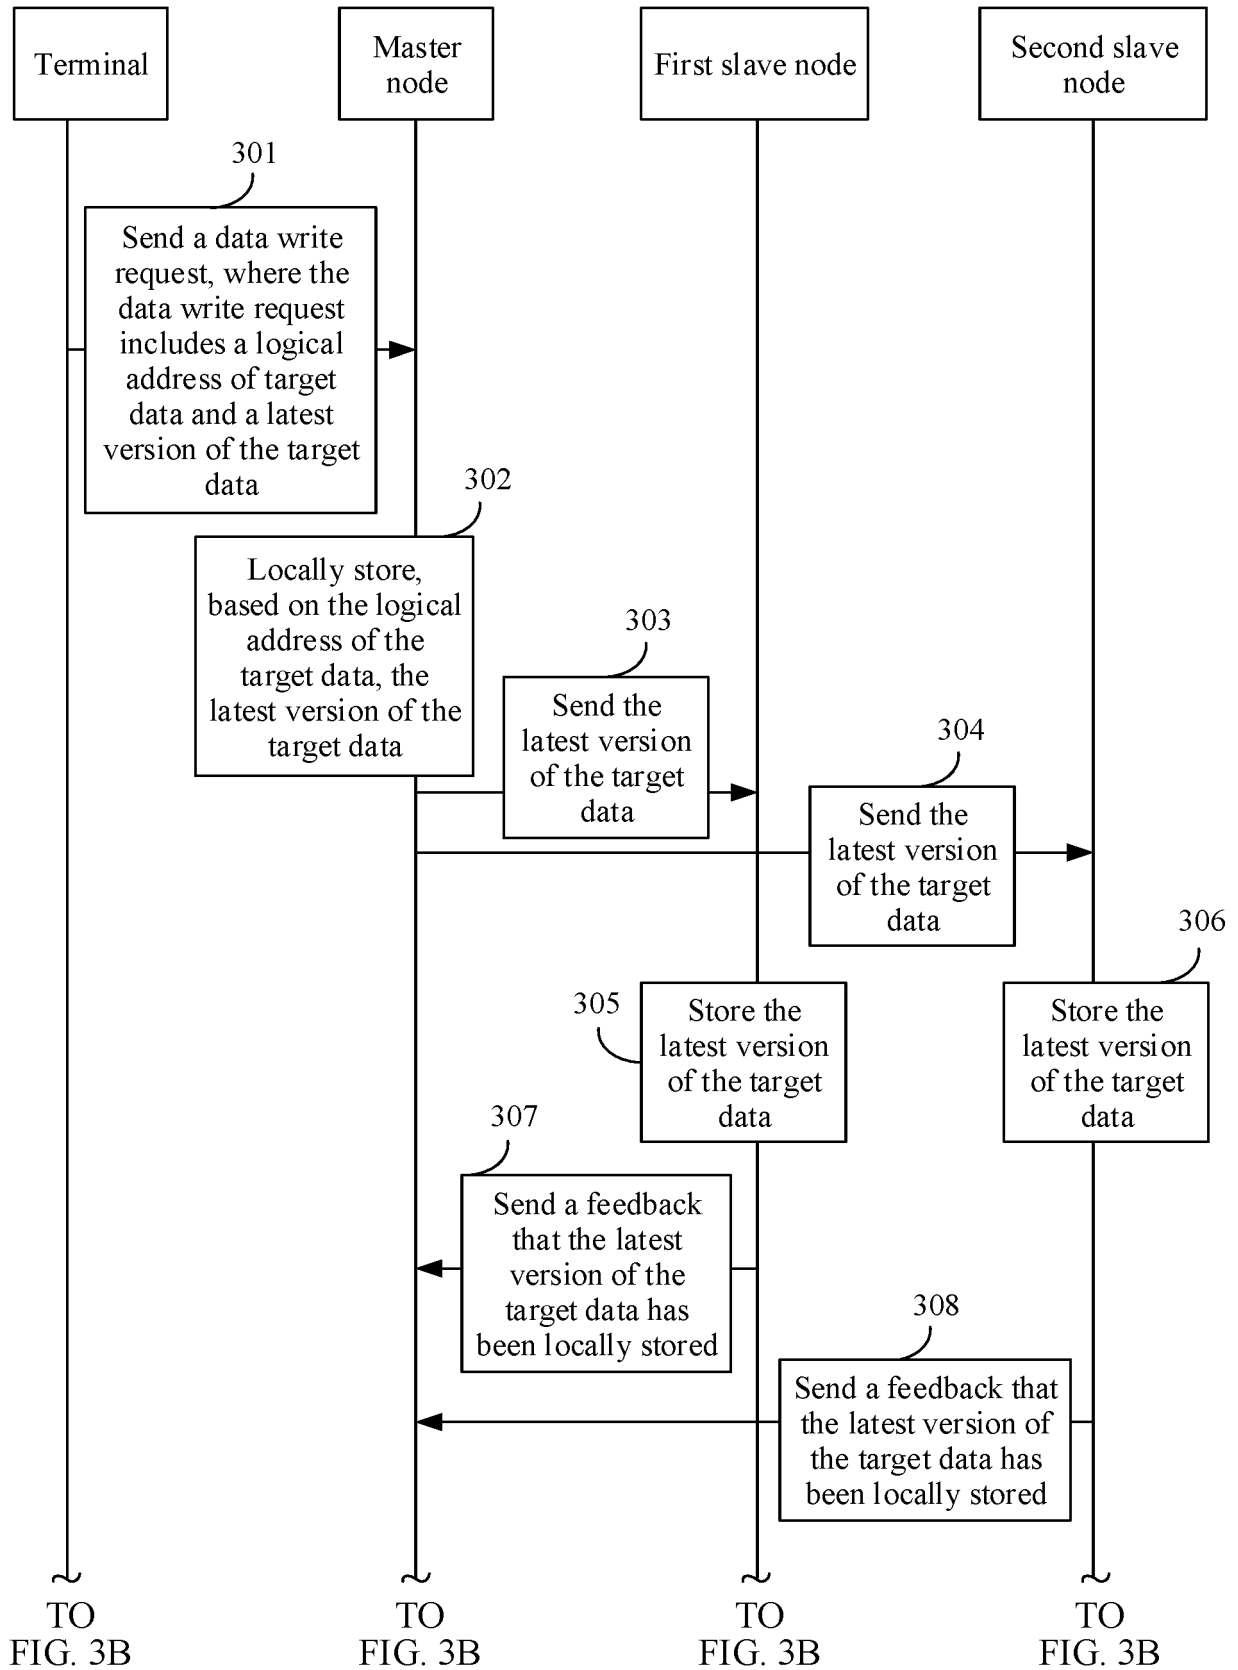 Terminal
Master
node
First slave node
Second slave
node
301
Send a data write
request, where the
data write request
includes a logical
address of target
data and a latest
version of the target
data
302
Locally store,
based on the logical
address of the
target data, the
latest version of the
target data
303
Send the
latest version
of the target
data
304
Send the
latest version
of the target
data
305
Store the
latest version
of the target
data
306
Store the
latest version
of the target
data
307
Send a feedback
that the latest
version of the
target data has
been locally stored
308
Send a feedback that
the latest version of
the target data has
been locally stored
TO
FIG. 3B
TO
FIG. 3B
TO
FIG. 3B
TO
FIG. 3B